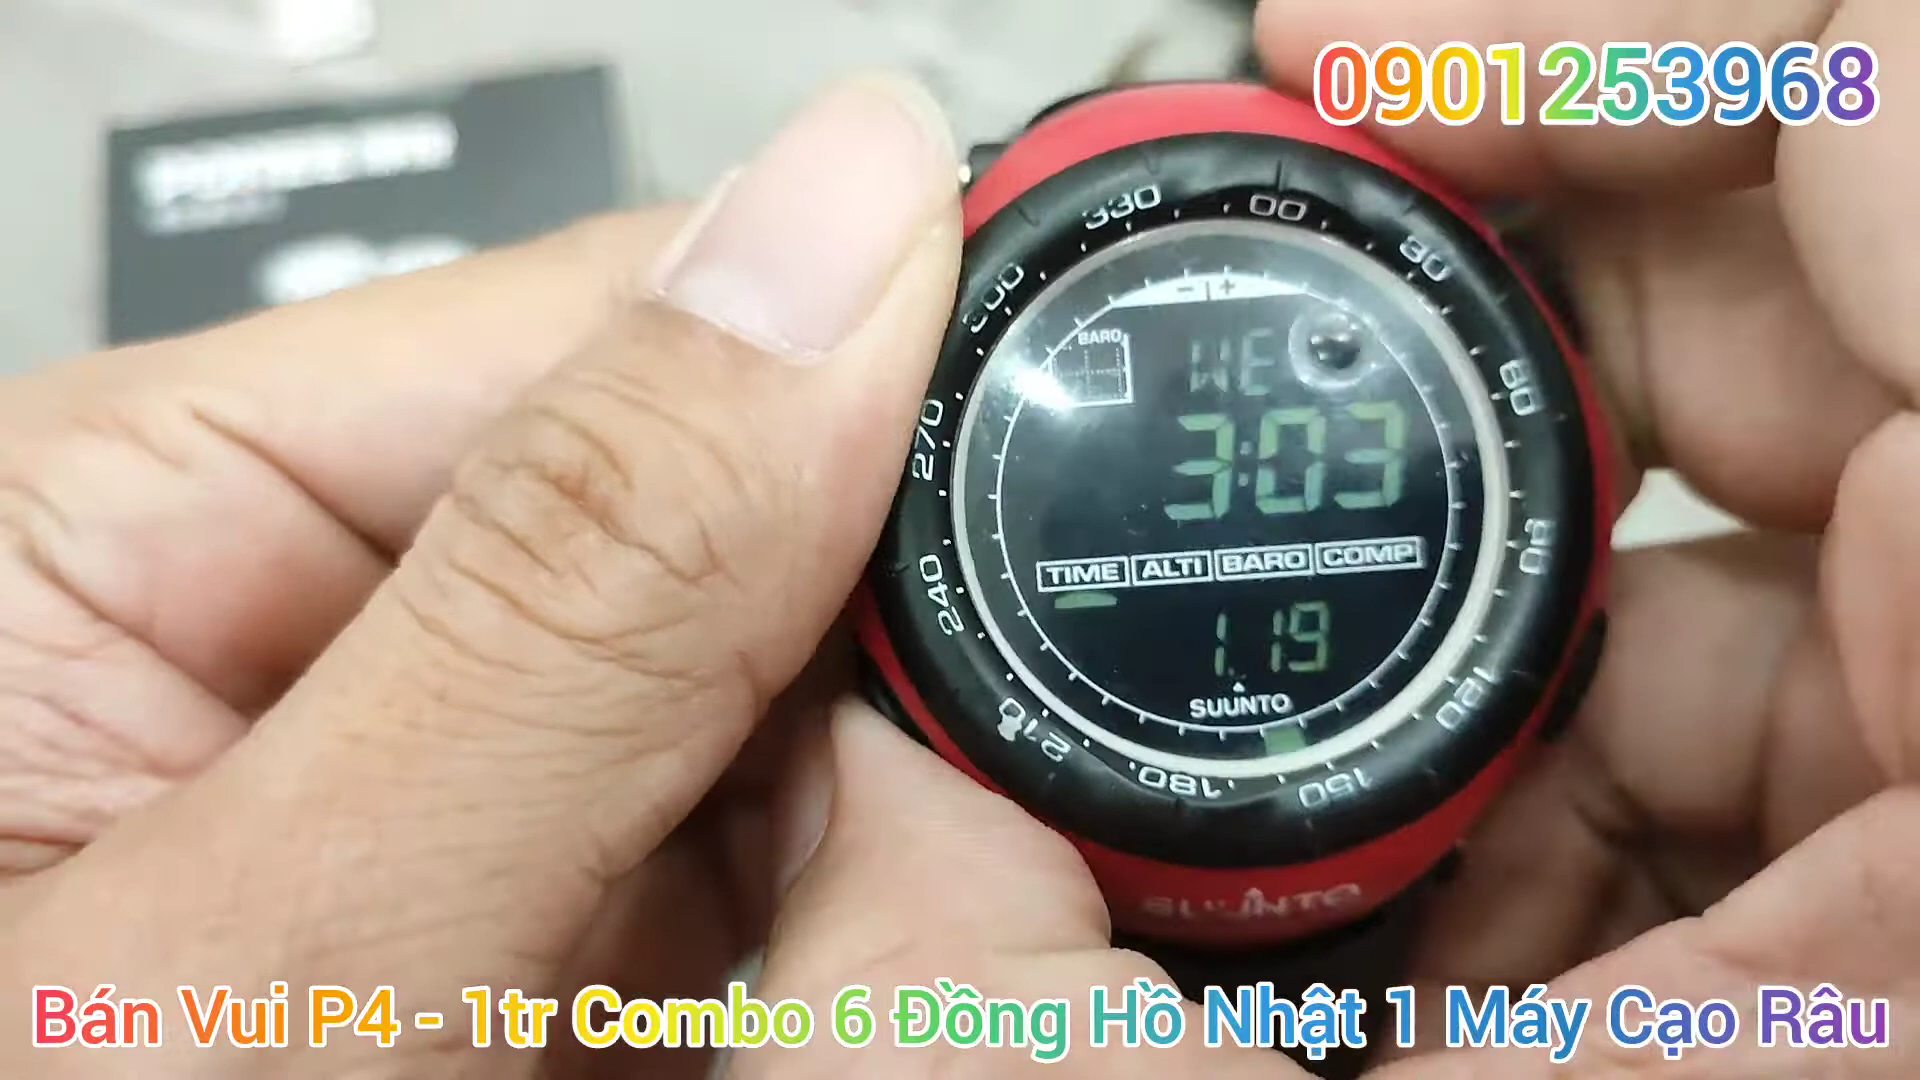 0901253968
330
00
30
300
60
BARO
WE
3:03
270
TIME ALTI BARO COMP
240
1.19
SUUNTO
210
120
180
150
SUUNTO
Bán Vui P4 - 1tr Combo 6 Đồng Hồ Nhật 1 Máy Cạo Râu